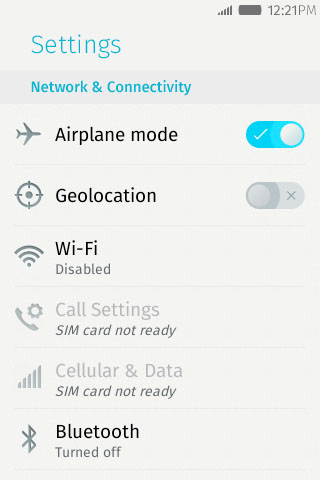 12:21PM
Settings
Network & Connectivity
Airplane mode
Geolocation
Wi-Fi
Disabled
Call Settings
SIM card not ready
Cellular & Data
SIM card not ready
Bluetooth
Turned off